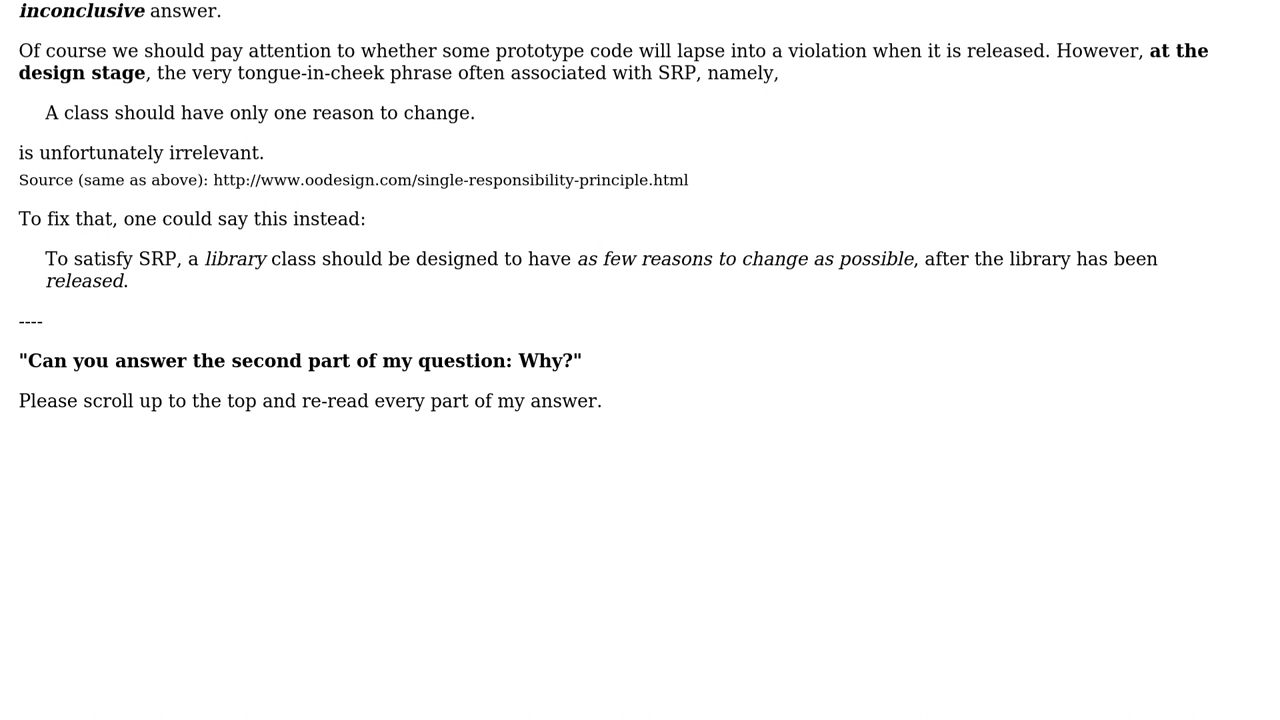 inconclusive answer.
Of course we should pay attention to whether some prototype code will lapse into a violation when it is released. However, at the
design stage, the very tongue-in-cheek phrase often associated with SRP, namely,
A class should have only one reason to change.
is unfortunately irrelevant.
Source (same as above): http://www.oodesign.com/single-responsibility-principle.html
To fix that, one could say this instead:
To satisfy SRP, a library class should be designed to have as few reasons to change as possible, after the library has been
released.
----
"Can you answer the second part of my question: Why?"
Please scroll up to the top and re-read every part of my answer.